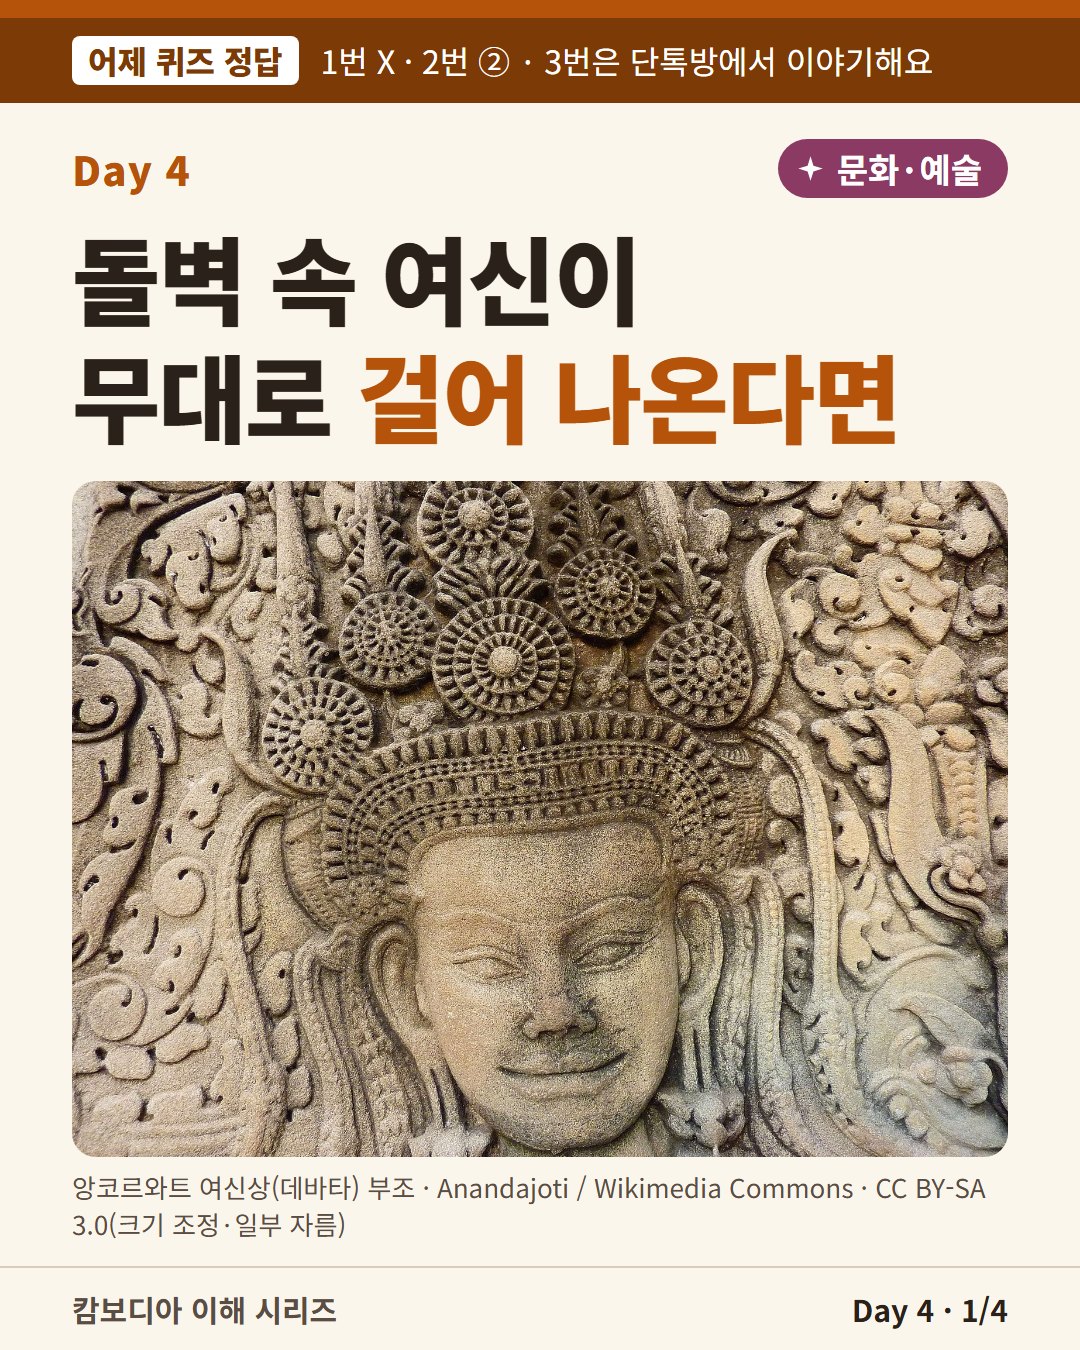 어제 퀴즈 정답 1번 X · 2번 ② · 3번은 단톡방에서 이야기해요
Day 4
문화·예술
돌벽 속 여신이
무대로 걸어 나온다면
앙코르와트 여신상(데바타) 부조 · Anandajoti / Wikimedia Commons · CC BY-SA
3.0(크기 조정·일부 자름)
캄보디아 이해 시리즈
Day 4 · 1/4